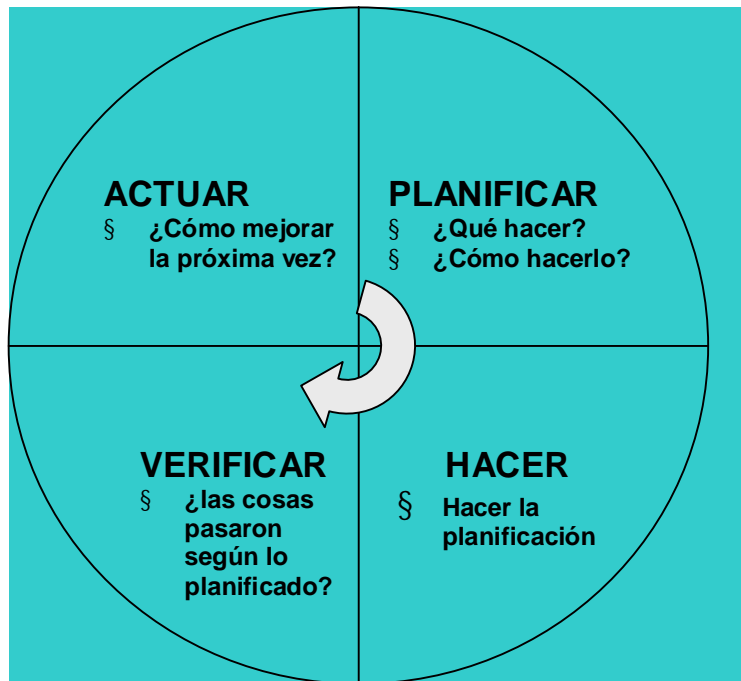 ACTUAR
§ ¿Cómo mejorar
la próxima vez?
PLANIFICAR
§ ¿Qué hacer?
§ ¿Cómo hacerlo?
VERIFICAR
§ ¿las cosas
pasaron
según lo
planificado?
HACER
§ Hacer la
planificación